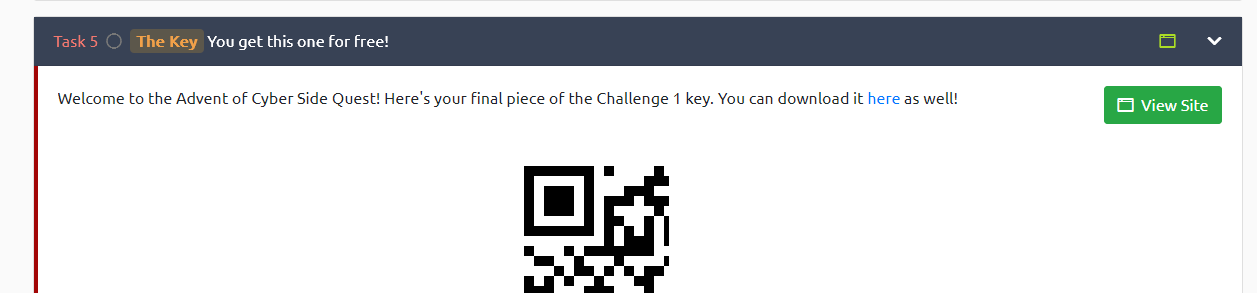 Task 5 The Key You get this one for free!
Welcome to the Advent of Cyber Side Quest! Here's your final piece of the Challenge 1 key. You can download it here as well!
View Site